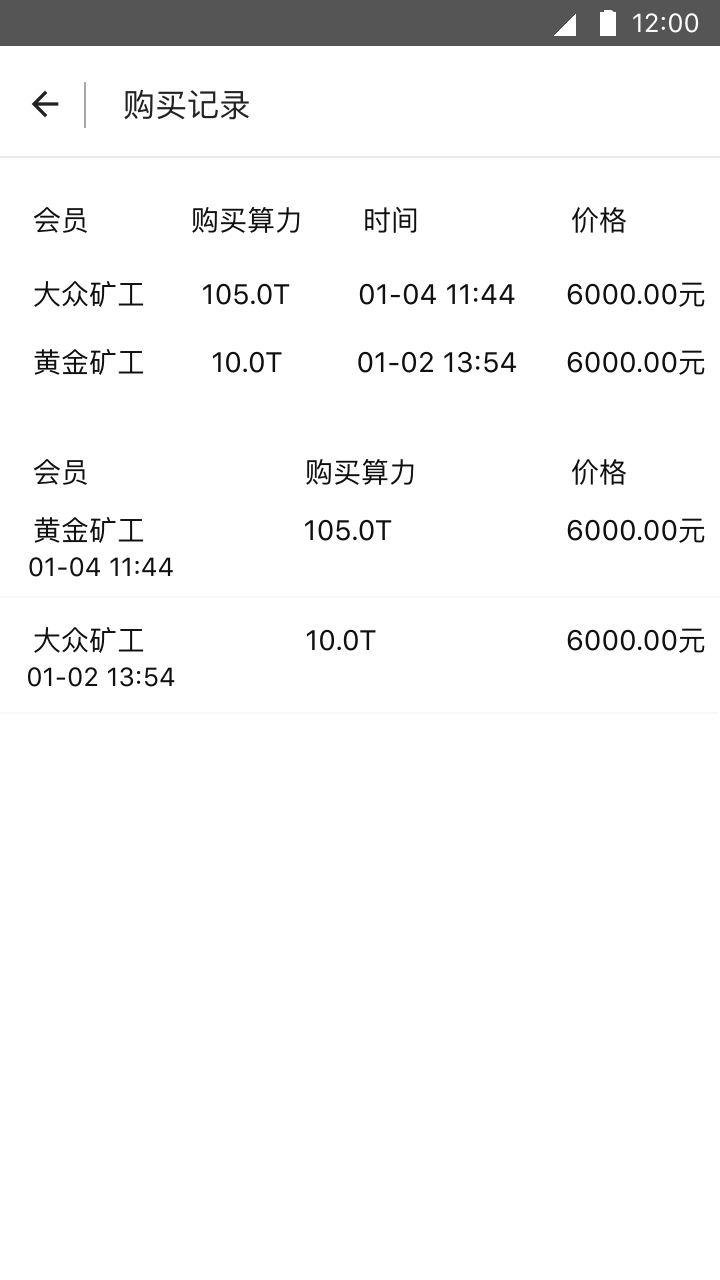 12:00
购买记录
会员 购买算力 时间 价格
大众矿工 105.0T 01-04 11:44 6000.00元
黄金矿工 10.0T 01-02 13:54 6000.00元
会员 购买算力 价格
黄金矿工 105.0T 6000.00元
01-04 11:44
大众矿工 10.0T 6000.00元
01-02 13:54